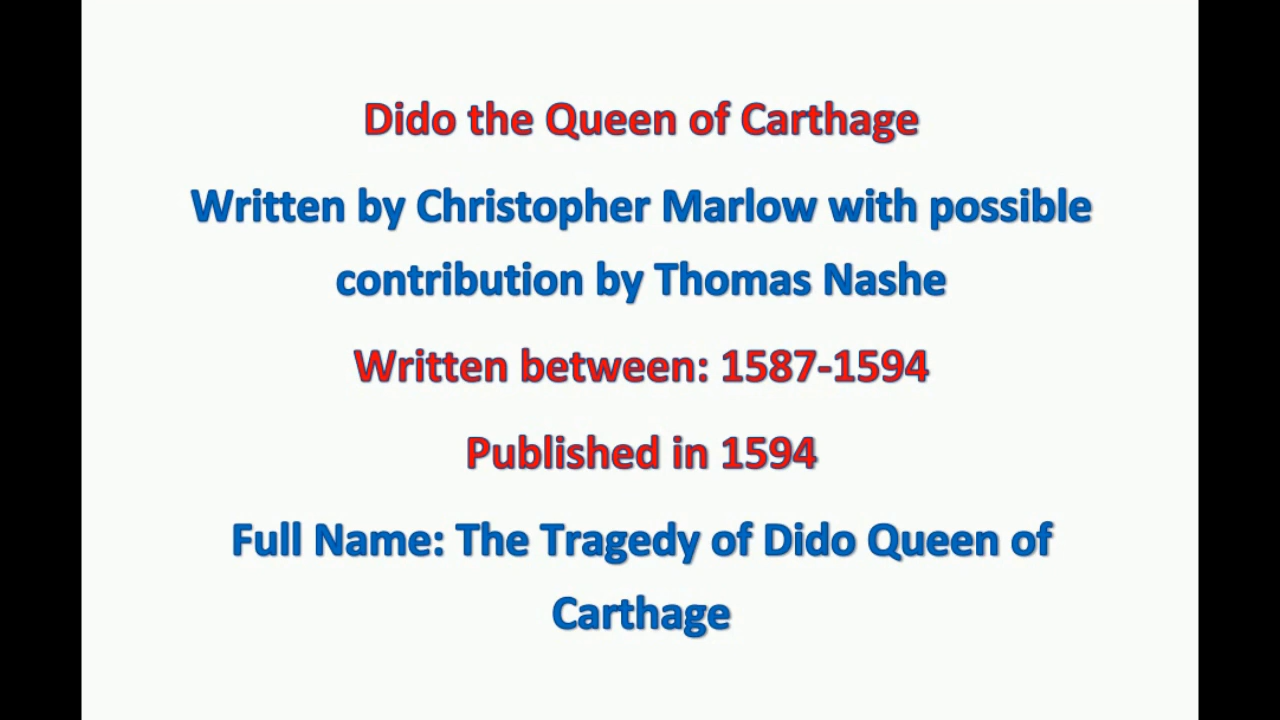 Dido the Queen of Carthage
Written by Christopher Marlow with possible
contribution by Thomas Nashe
Written between: 1587-1594
Published in 1594
Full Name: The Tragedy of Dido Queen of
Carthage